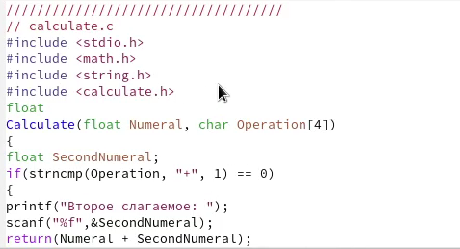 ////////////////////////////////////
// calculate.c
#include <stdio.h>
#include <math.h>
#include <string.h>
#include <calculate.h>
float
Calculate(float Numeral, char Operation[4])
{
float SecondNumeral;
if(strncmp(Operation, "+", 1) == 0)
{
printf("Второе слагаемое: ");
scanf("%f",&SecondNumeral);
return(Numeral + SecondNumeral);